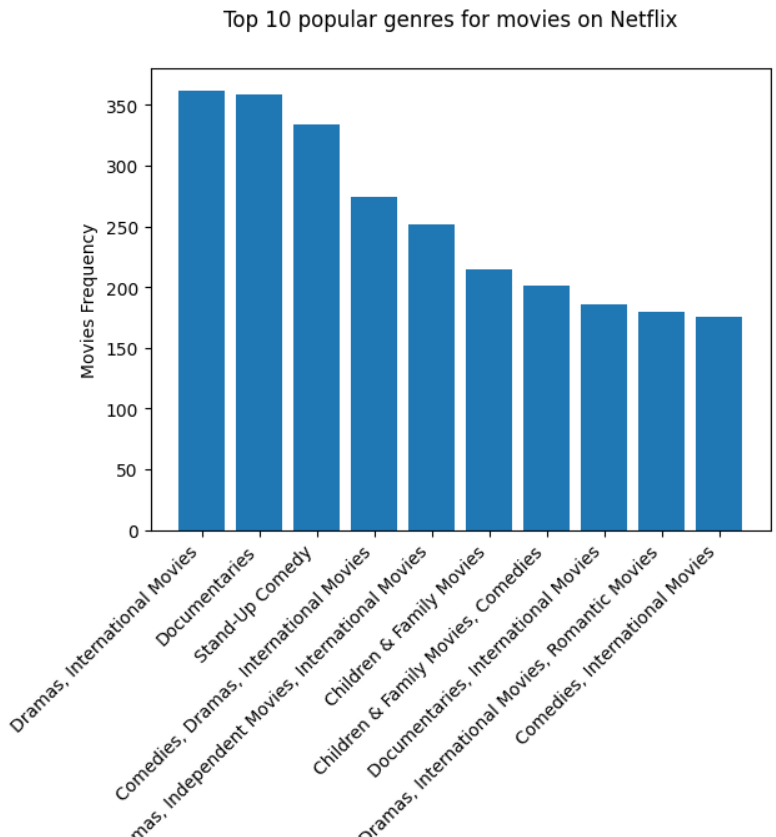 Top 10 popular genres for movies on Netflix
Movies Frequency
350
300
250
200
150
100
50
0
Dramas, International Movies
Documentaries
Stand-Up Comedy
Comedies, Dramas, International Movies
mas, Independent Movies, International Movies
Children & Family Movies
Children & Family Movies, Comedies
Documentaries, International Movies
Dramas, International Movies, Romantic Movies
Comedies, International Movies